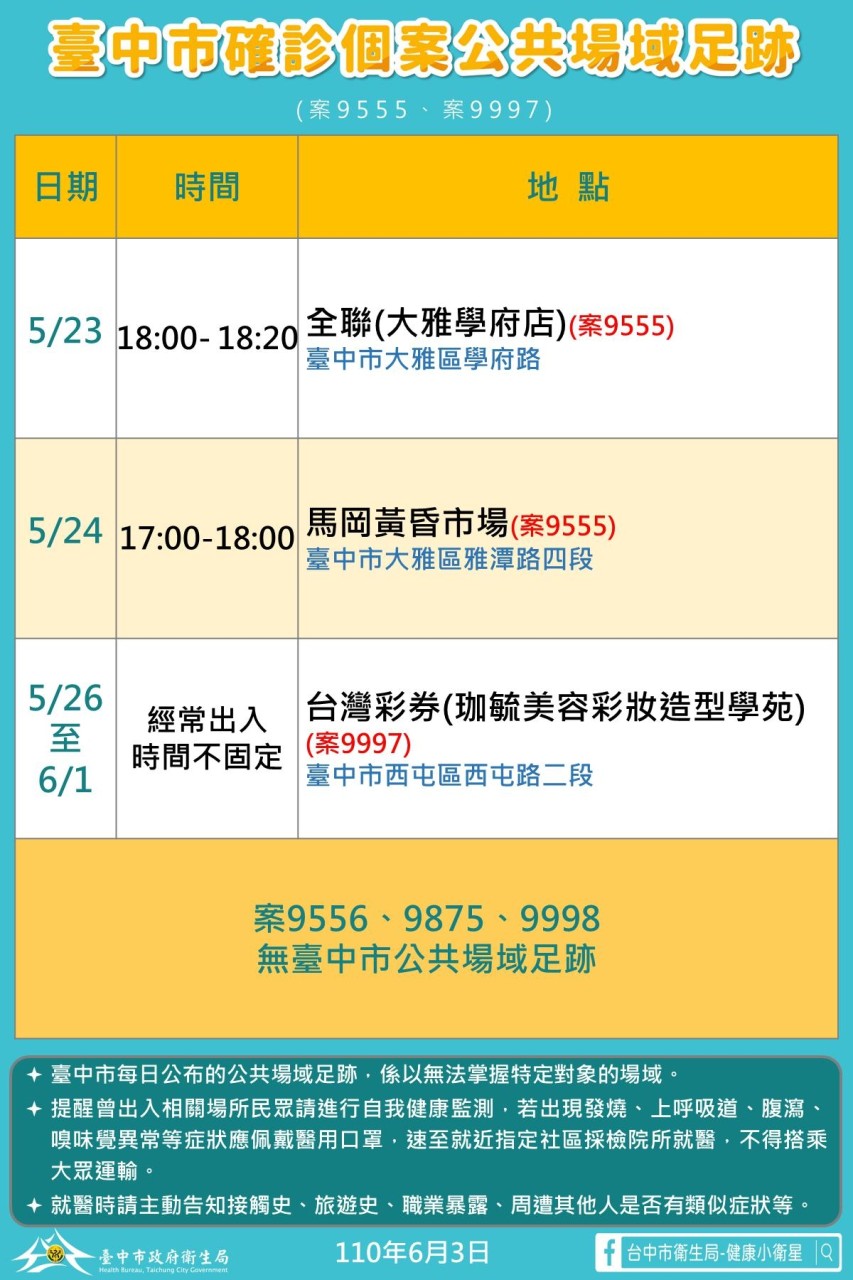 臺中市確診個案公共場域足跡
(案9555、案9997)
日期 時間 地 點
5/23 18:00- 18:20 全聯(大雅學府店)(案9555)
臺中市大雅區學府路
5/24 17:00-18:00 馬岡黃昏市場(案9555)
臺中市大雅區雅潭路四段
5/26
至
6/1
經常出入
時間不固定
台灣彩券(珈毓美容彩妝造型學苑)
(案9997)
臺中市西屯區西屯路二段
案9556、9875、9998
無臺中市公共場域足跡
臺中市每日公布的公共場域足跡，係以無法掌握特定對象的場域。
提醒曾出入相關場所民眾請進行自我健康監測，若出現發燒、上呼吸道、腹瀉、
嗅味覺異常等症狀應佩戴醫用口罩，速至就近指定社區採檢院所就醫，不得搭乘
大眾運輸。
就醫時請主動告知接觸史、旅遊史、職業暴露、周遭其他人是否有類似症狀等。
臺中市政府衛生局
Health Bureau, Taichung City Government
110年6月3日
台中市衛生局-健康小衛星